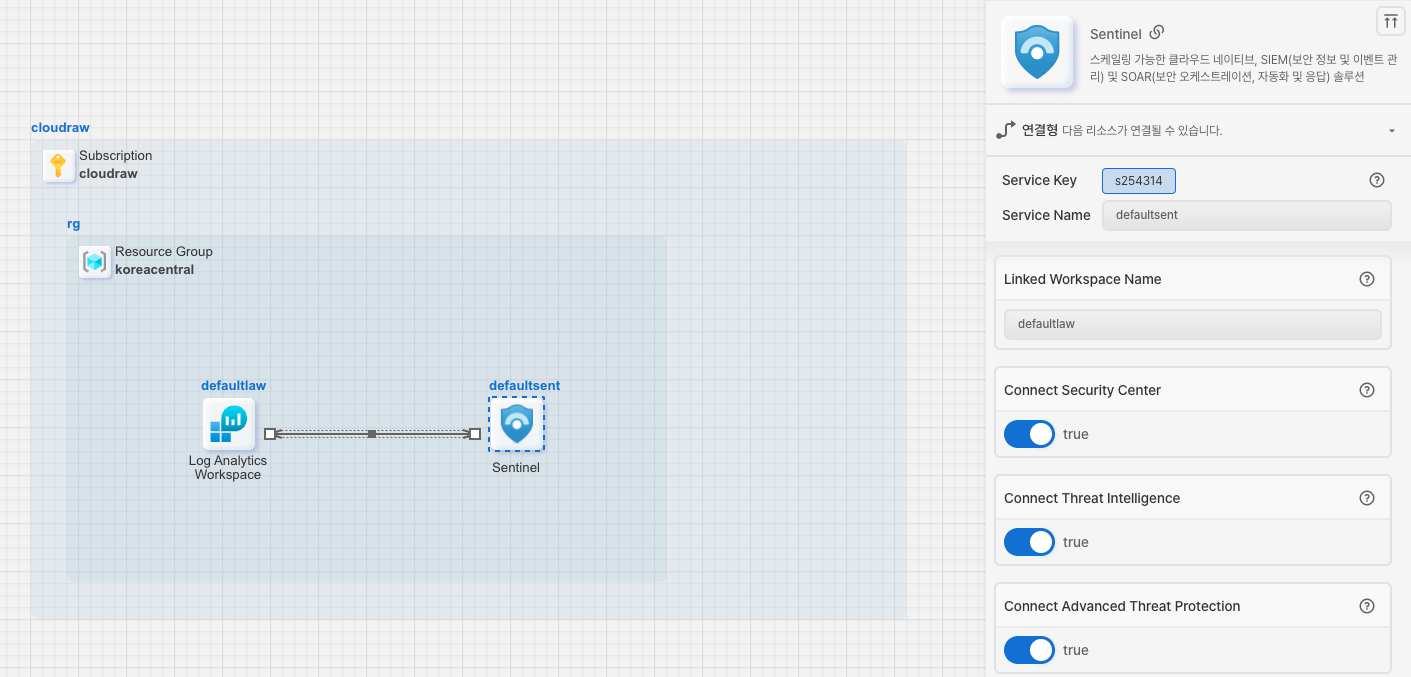 cloudraw
Subscription
cloudraw
rg
Resource Group
koreacentral
defaultlaw
Log Analytics
Workspace
defaultsent
Sentinel
Sentinel
스케일링 가능한 클라우드 네이티브, SIEM(보안 정보 및 이벤트 관
리) 및 SOAR(보안 오케스트레이션, 자동화 및 응답) 솔루션
연결형 다음 리소스가 연결될 수 있습니다.
Service Key s254314
Service Name defaultsent
Linked Workspace Name
defaultlaw
Connect Security Center
true
Connect Threat Intelligence
true
Connect Advanced Threat Protection
true